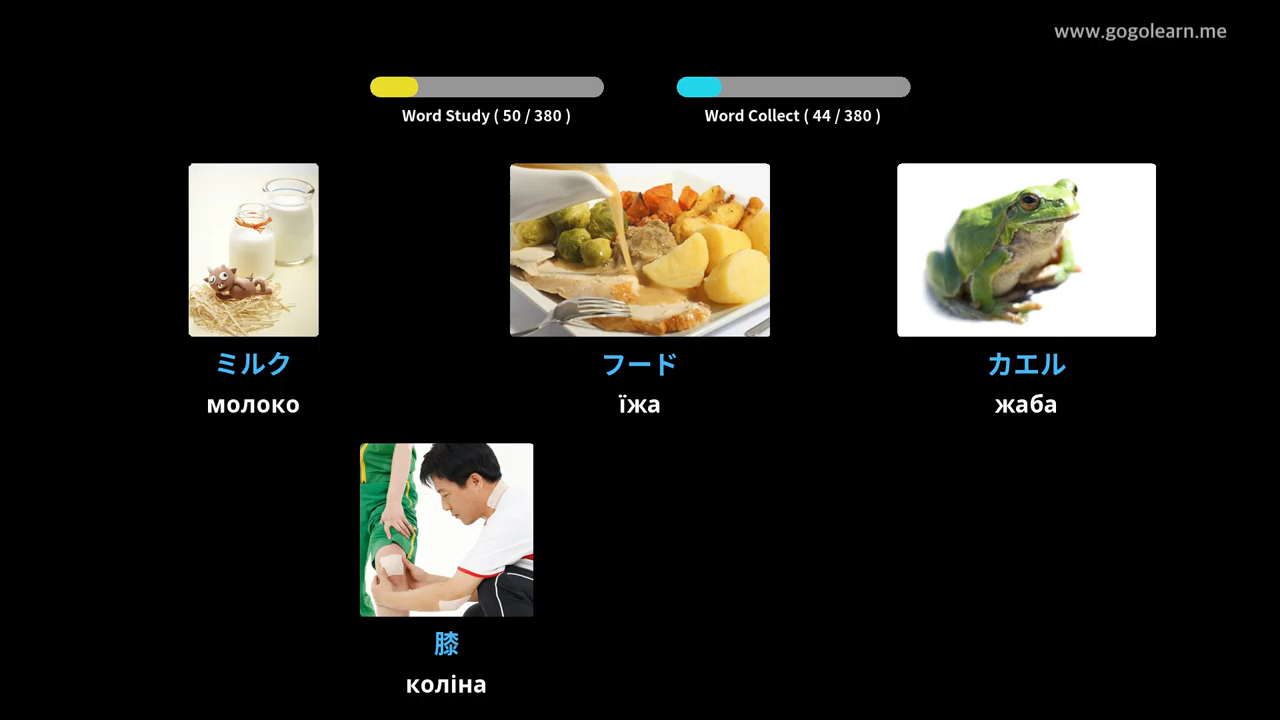 www.gogolearn.me
Word Study ( 50 / 380 )
Word Collect ( 44 / 380 )
ミルク
молоко
フード
їжа
カエル
жаба
膝
коліна